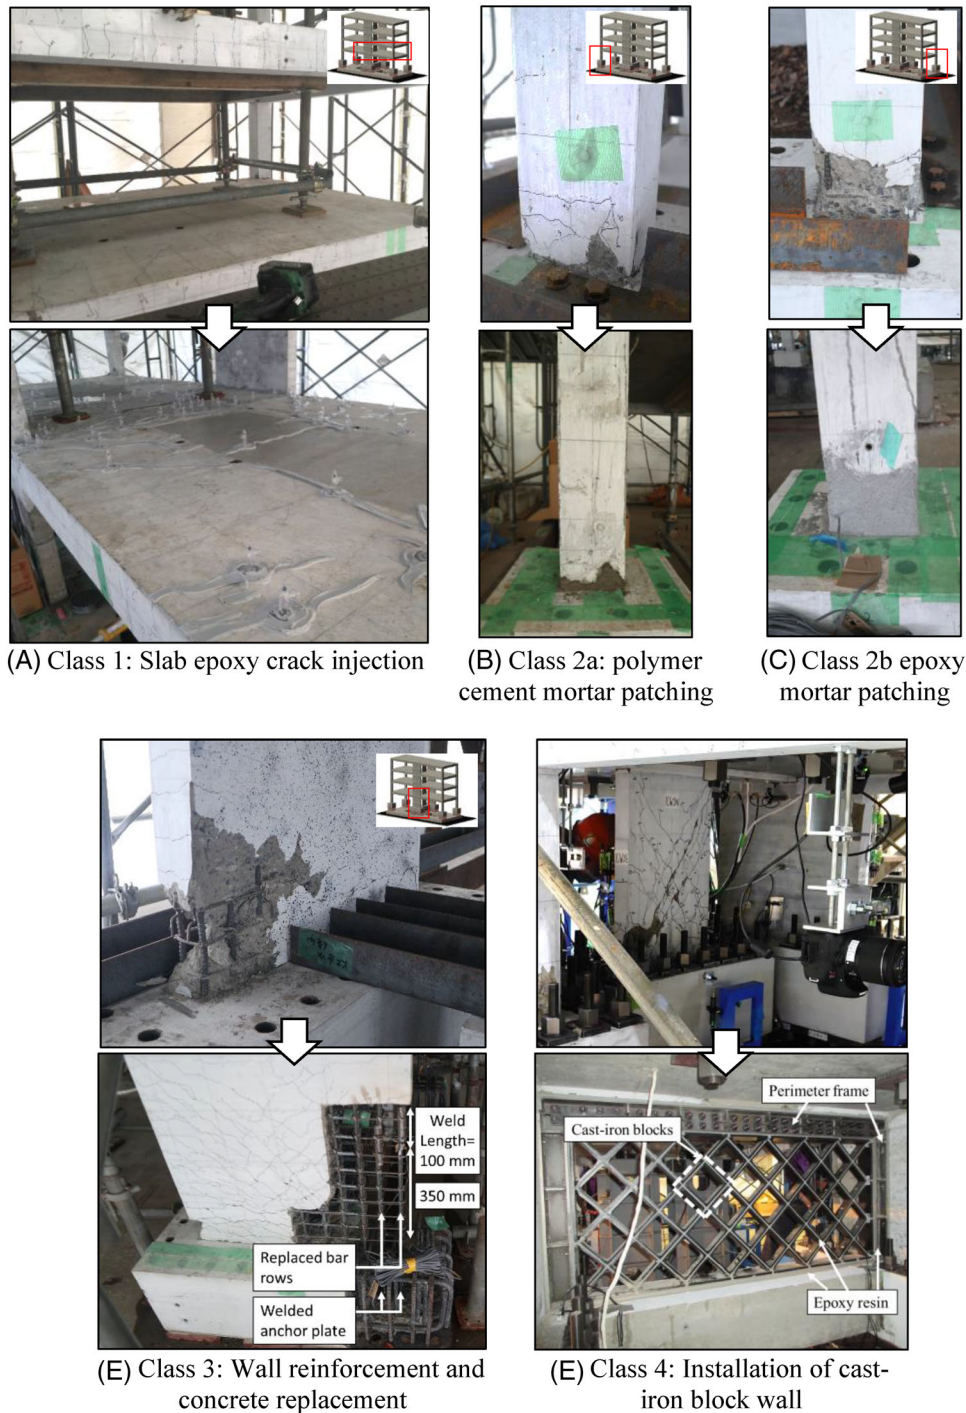 (A) Class 1: Slab epoxy crack injection
(B) Class 2a: polymer
cement mortar patching
(C) Class 2b epoxy
mortar patching
Weld
Length=
100 mm
350 mm
Replaced bar
rows
Welded
anchor plate
Perimeter frame
Cast-iron blocks
Epoxy resin
(E) Class 3: Wall reinforcement and
concrete replacement
(E) Class 4: Installation of cast-
iron block wall